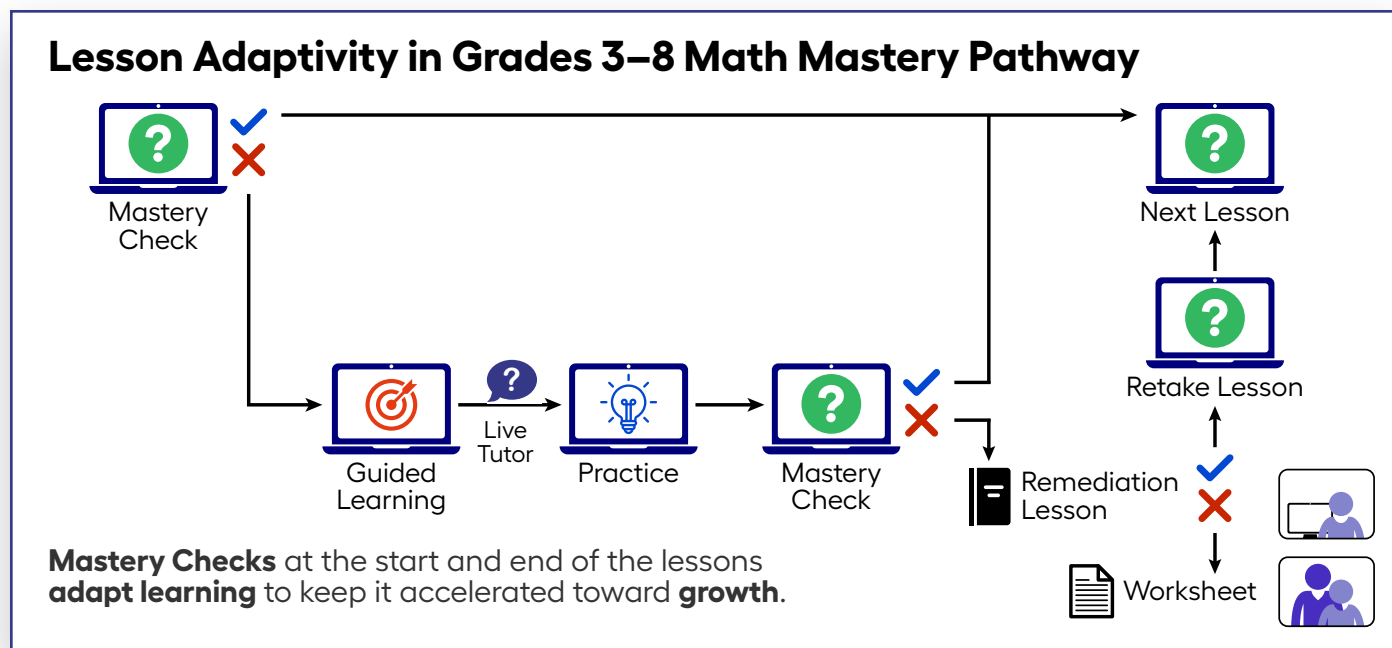 Lesson Adaptivity in Grades 3–8 Math Mastery Pathway
?
Mastery
Check
?
Next Lesson
?
Retake Lesson
Guided
Learning
?
Live
Tutor
Practice
?
Mastery
Check
Remediation
Lesson
Worksheet
Mastery Checks at the start and end of the lessons
adapt learning to keep it accelerated toward growth.